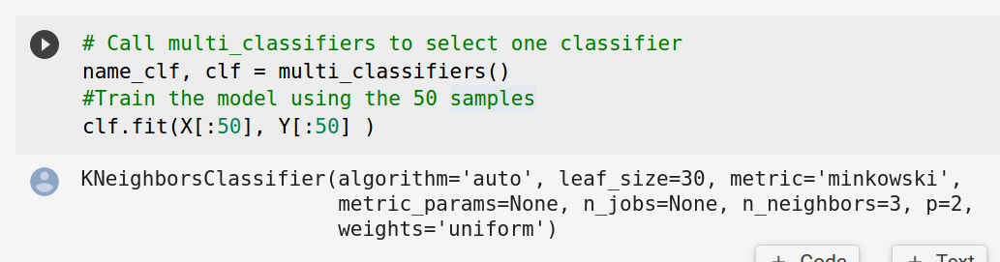 # Call multi_classifiers to select one classifier
name_clf, clf = multi_classifiers()
#Train the model using the 50 samples
clf.fit(X[:50], Y[:50] )
KNeighborsClassifier(algorithm='auto', leaf_size=30, metric='minkowski',
metric_params=None, n_jobs=None, n_neighbors=3, p=2,
weights='uniform')
+ Code + Text